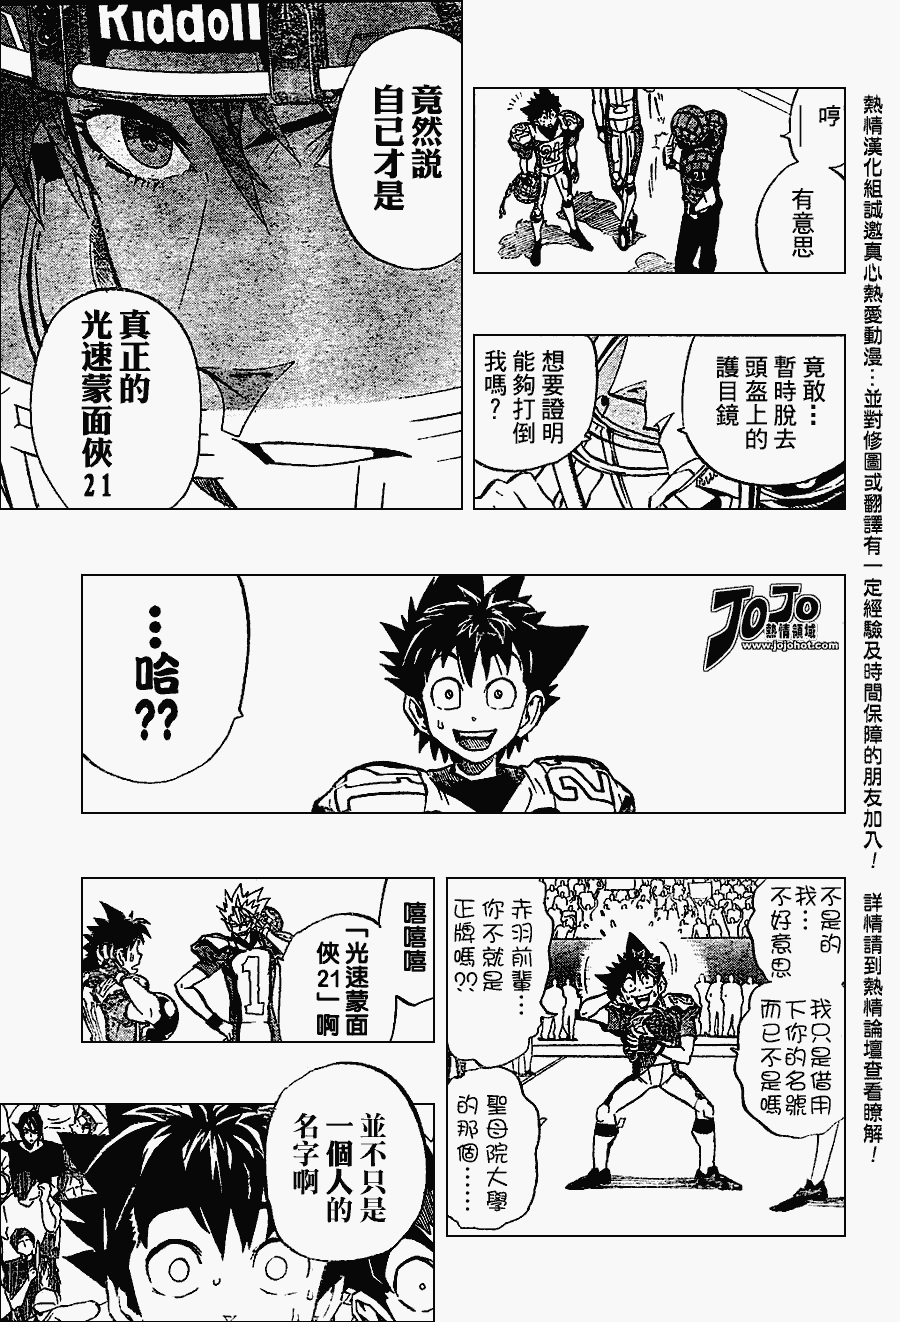 哼
有意思
竟敢…
暫時脫去
頭盔上的
護目鏡
想要證明
能夠打倒
我嗎？
Riddoll
竟然說
自己才是
真正的
光速蒙面俠
21
…哈??
JOJO
熱情領域
www.jojohot.com
不是的
我…
不好意思
我只是借用
下你的名號
而已不是嗎
赤羽前輩…
你不就是
正牌嗎??
聖母院大學
的那個……
嘻嘻嘻
「光速蒙面
俠21」啊
並不只是
一個人的
名字啊
1
21
熱情漢化組誠邀真心熱愛動漫…並對修圖或翻譯有一定經驗及時間保障的朋友加入！ 詳情請到熱情論壇查看瞭解！